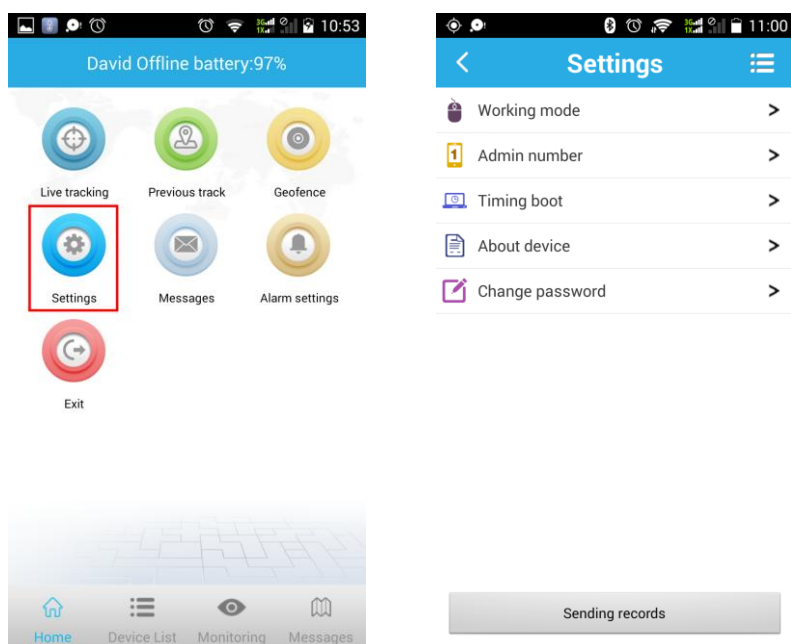 10:53
David Offline battery:97%
Live tracking
Previous track
Geofence
Settings
Messages
Alarm settings
Exit
Home
Device List
Monitoring
Messages
11:00
Settings
Working mode
1 Admin number
Timing boot
About device
Change password
Sending records